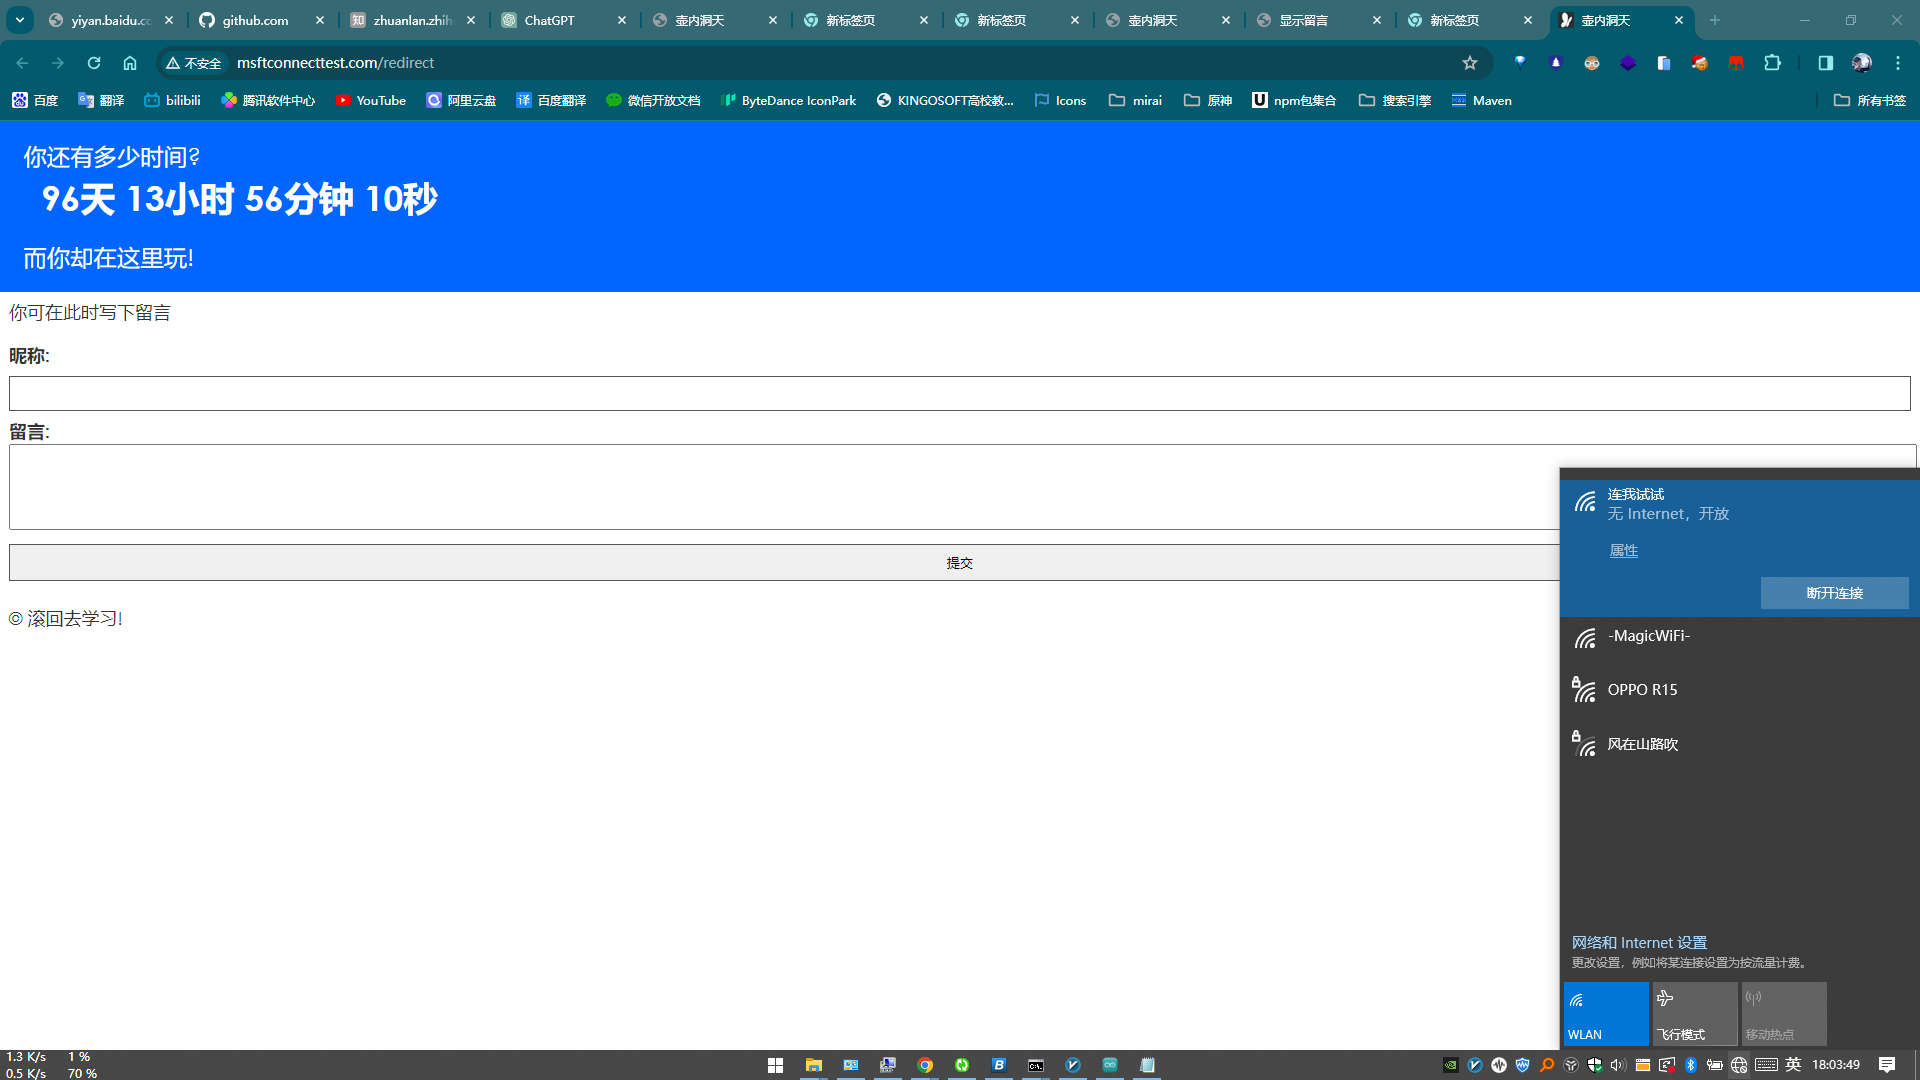 yiyan.baidu.co
github.com
zhuanlan.zhih
ChatGPT
壶内洞天
新标签页
新标签页
壶内洞天
显示留言
新标签页
壶内洞天
不安全
msftconnecttest.com/redirect
百度
翻译
bilibili
腾讯软件中心
YouTube
阿里云盘
百度翻译
微信开放文档
ByteDance IconPark
KINGOSOFT高校教...
Icons
mirai
原神
npm包集合
搜索引擎
Maven
所有书签
你还有多少时间?
96天 13小时 56分钟 10秒
而你却在这里玩!
你可在此时写下留言
昵称:
留言:
提交
◎ 滚回去学习!
连我试试
无 Internet，开放
属性
断开连接
-MagicWiFi-
OPPO R15
风在山路吹
网络和 Internet 设置
更改设置，例如将某连接设置为按流量计费。
WLAN
飞行模式
移动热点
1.3 K/s 1 %
0.5 K/s 70 %
英
18:03:49